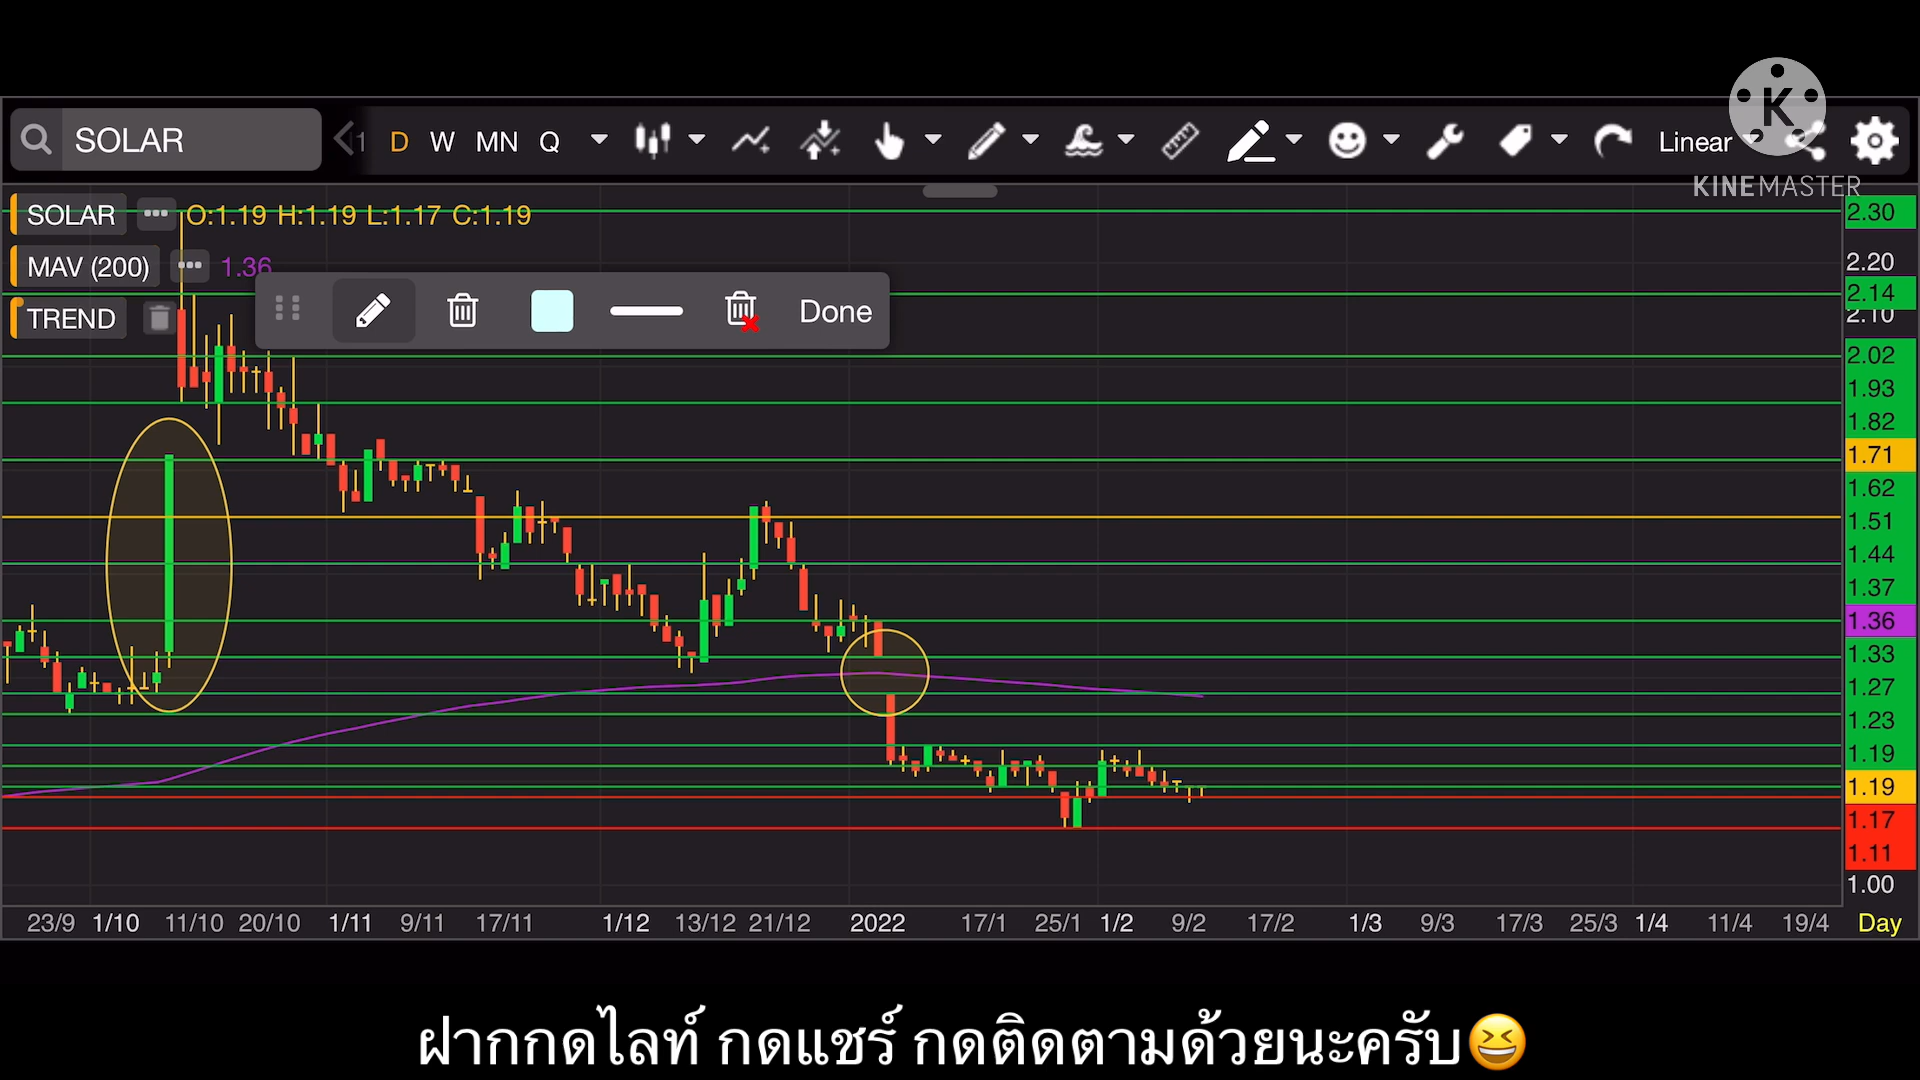 SOLAR
1 D W MN Q
Linear
KINEMASTER
SOLAR O:1.19 H:1.19 L:1.17 C:1.19
MAV (200) 1.36
TREND
Done
2.30
2.20
2.14
2.10
2.02
1.93
1.82
1.71
1.62
1.51
1.44
1.37
1.36
1.33
1.27
1.23
1.19
1.19
1.17
1.11
1.00
23/9 1/10 11/10 20/10 1/11 9/11 17/11 1/12 13/12 21/12 2022 17/1 25/1 1/2 9/2 17/2 1/3 9/3 17/3 25/3 1/4 11/4 19/4 Day
ฝากกดไลท์ กดแชร์ กดติดตามด้วยนะครับ😆